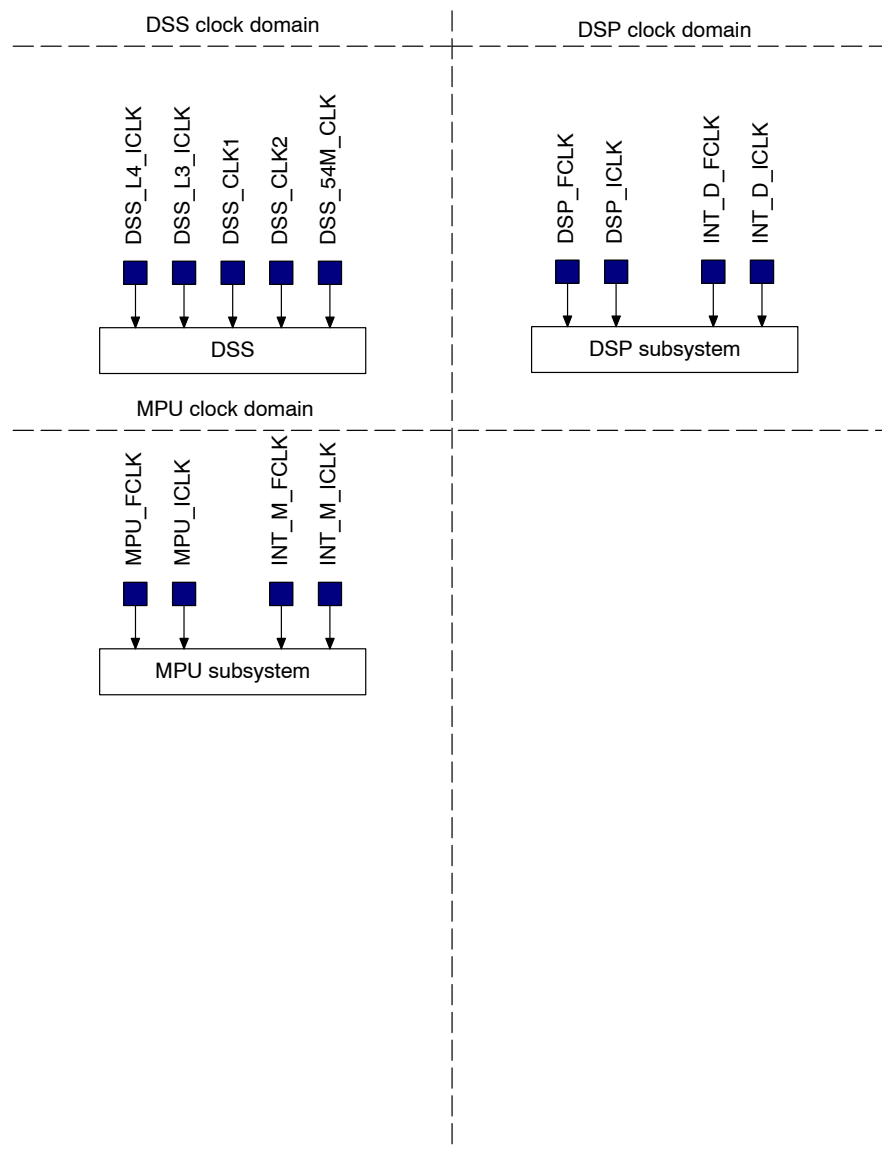 DSS clock domain
DSP clock domain
DSS_L4_ICLK
DSS_L3_ICLK
DSS_CLK1
DSS_CLK2
DSS_54M_CLK
DSS
DSP_FCLK
DSP_ICLK
INT_D_FCLK
INT_D_ICLK
DSP subsystem
MPU clock domain
MPU_FCLK
MPU_ICLK
INT_M_FCLK
INT_M_ICLK
MPU subsystem